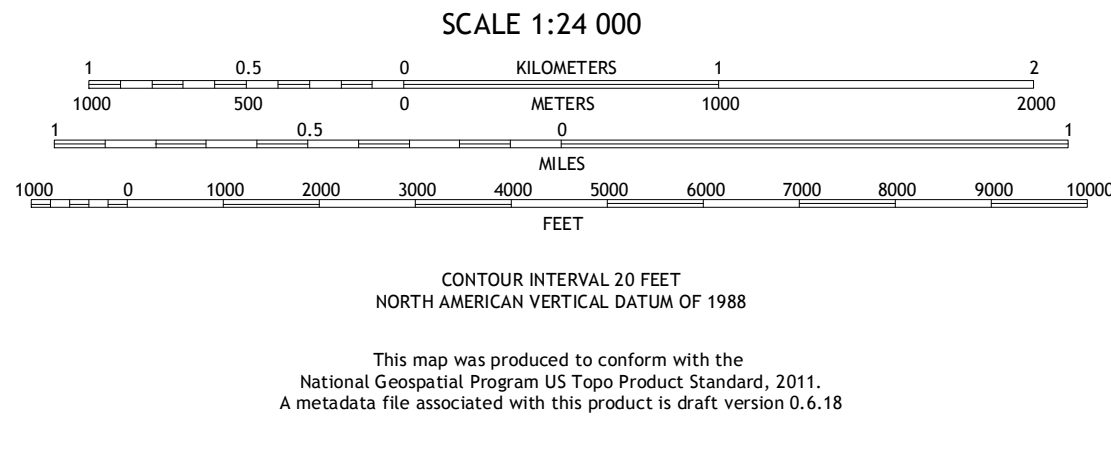 SCALE 1:24 000
1 0.5 0 KILOMETERS 1 2
1000 500 0 METERS 1000 2000
1 0.5 0 1
MILES
1000 0 1000 2000 3000 4000 5000 6000 7000 8000 9000 10000
FEET
CONTOUR INTERVAL 20 FEET
NORTH AMERICAN VERTICAL DATUM OF 1988
This map was produced to conform with the
National Geospatial Program US Topo Product Standard, 2011.
A metadata file associated with this product is draft version 0.6.18